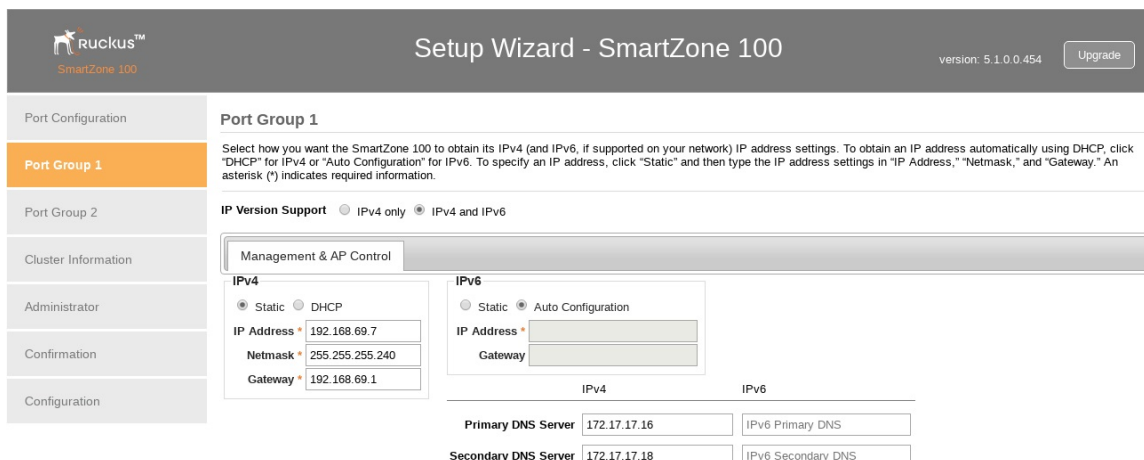 Ruckus™
SmartZone 100
Setup Wizard - SmartZone 100
version: 5.1.0.0.454
Upgrade
Port Configuration
Port Group 1
Port Group 2
Cluster Information
Administrator
Confirmation
Configuration
Port Group 1
Select how you want the SmartZone 100 to obtain its IPv4 (and IPv6, if supported on your network) IP address settings. To obtain an IP address automatically using DHCP, click
“DHCP” for IPv4 or “Auto Configuration” for IPv6. To specify an IP address, click “Static” and then type the IP address settings in “IP Address,” “Netmask,” and “Gateway.” An
asterisk (*) indicates required information.
IP Version Support IPv4 only IPv4 and IPv6
Management & AP Control
IPv4
Static DHCP
IP Address * 192.168.69.7
Netmask * 255.255.255.240
Gateway * 192.168.69.1
IPv6
Static Auto Configuration
IP Address *
Gateway
IPv4 IPv6
Primary DNS Server 172.17.17.16 IPv6 Primary DNS
Secondary DNS Server 172.17.17.18 IPv6 Secondary DNS